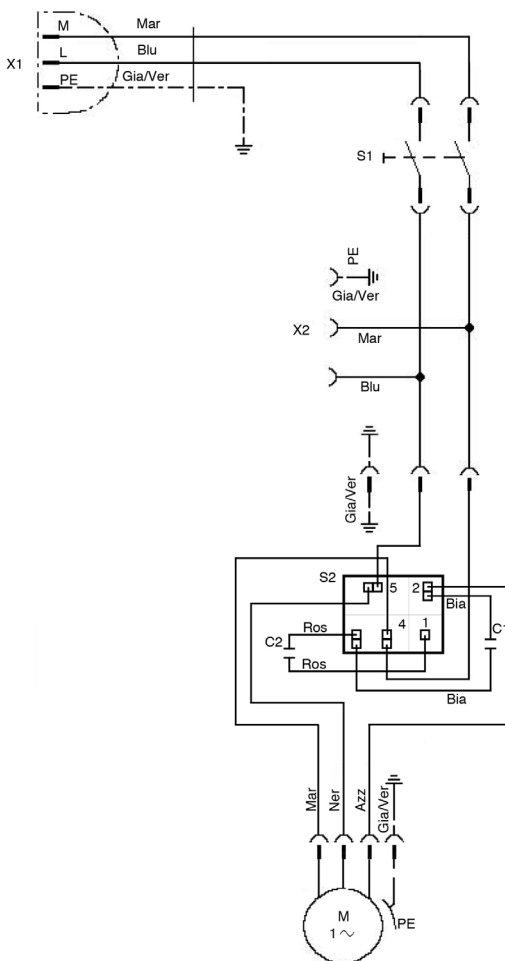 M
Mar
L
Blu
X1
PE
Gia/Ver
S1
PE
Gia/Ver
X2
Mar
Blu
Gia/Ver
S2
5
2
Bia
Ros
4
1
C2
Ros
Bia
Mar
Ner
Azz
Gia/Ver
M
1
PE